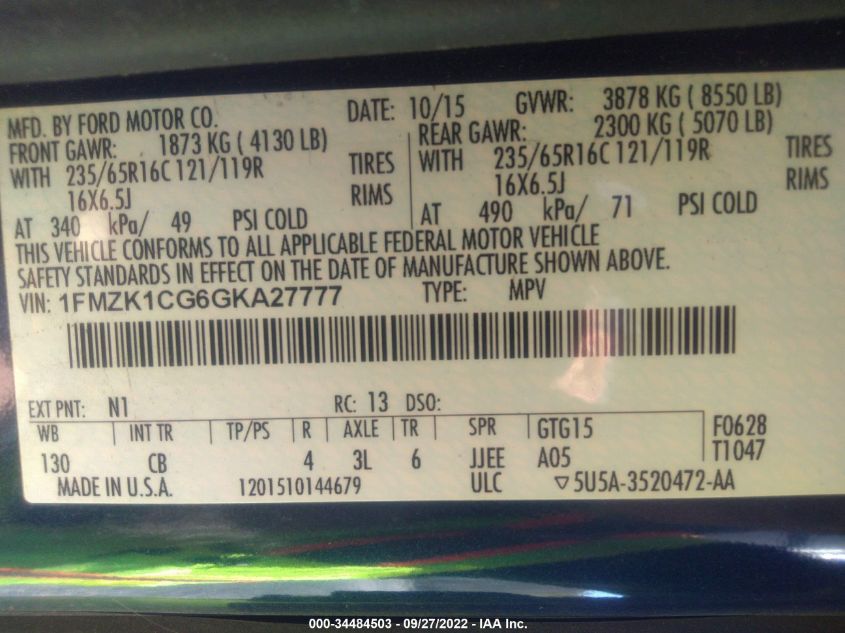 MFD. BY FORD MOTOR CO. DATE: 10/15 GVWR: 3878 KG ( 8550 LB)
FRONT GAWR: 1873 KG ( 4130 LB) REAR GAWR: 2300 KG ( 5070 LB)
WITH 235/65R16C 121/119R TIRES WITH 235/65R16C 121/119R TIRES
16X6.5J RIMS 16X6.5J RIMS
AT 340 kPa/ 49 PSI COLD AT 490 kPa/ 71 PSI COLD
THIS VEHICLE CONFORMS TO ALL APPLICABLE FEDERAL MOTOR VEHICLE
SAFETY STANDARDS IN EFFECT ON THE DATE OF MANUFACTURE SHOWN ABOVE.
VIN: 1FMZK1CG6GKA27777 TYPE: MPV
EXT PNT: N1 RC: 13 DSO:
WB INT TR TP/PS R AXLE TR SPR GTG15 F0628
130 CB 4 3L 6 JJEE A05 T1047
MADE IN U.S.A. 1201510144679 ULC ▽5U5A-3520472-AA
000-34484503 - 09/27/2022 - IAA Inc.